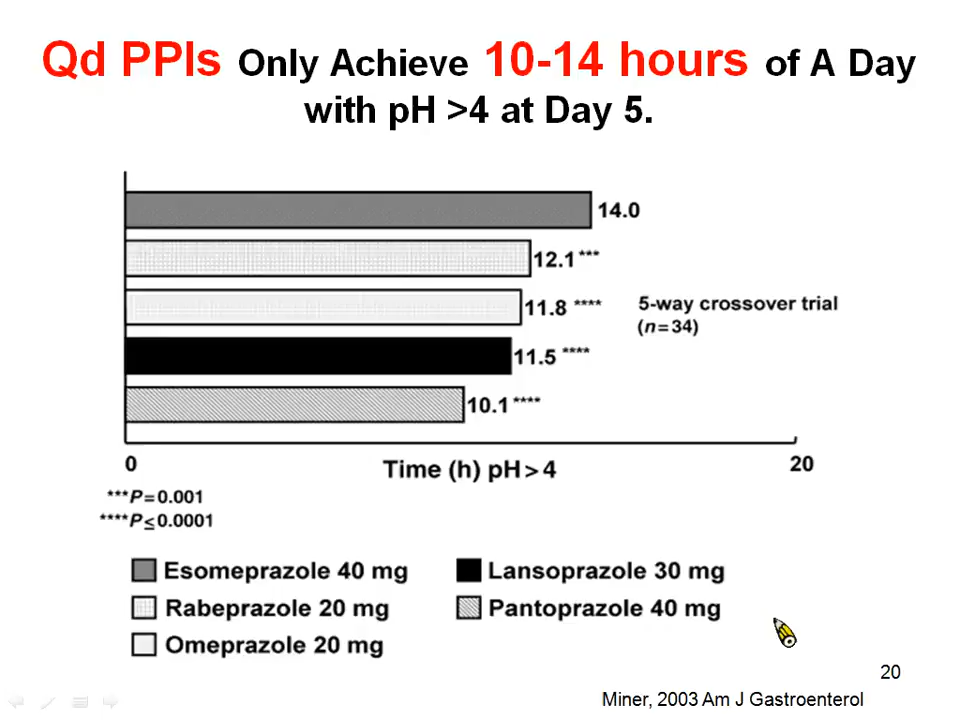 Qd PPIs Only Achieve 10-14 hours of A Day
with pH >4 at Day 5.
14.0
12.1 ***
11.8 ****
5-way crossover trial
(n=34)
11.5 ****
10.1 ****
0
Time (h) pH > 4
20
***P=0.001
****P≤0.0001
Esomeprazole 40 mg
Lansoprazole 30 mg
Rabeprazole 20 mg
Pantoprazole 40 mg
Omeprazole 20 mg
20
Miner, 2003 Am J Gastroenterol